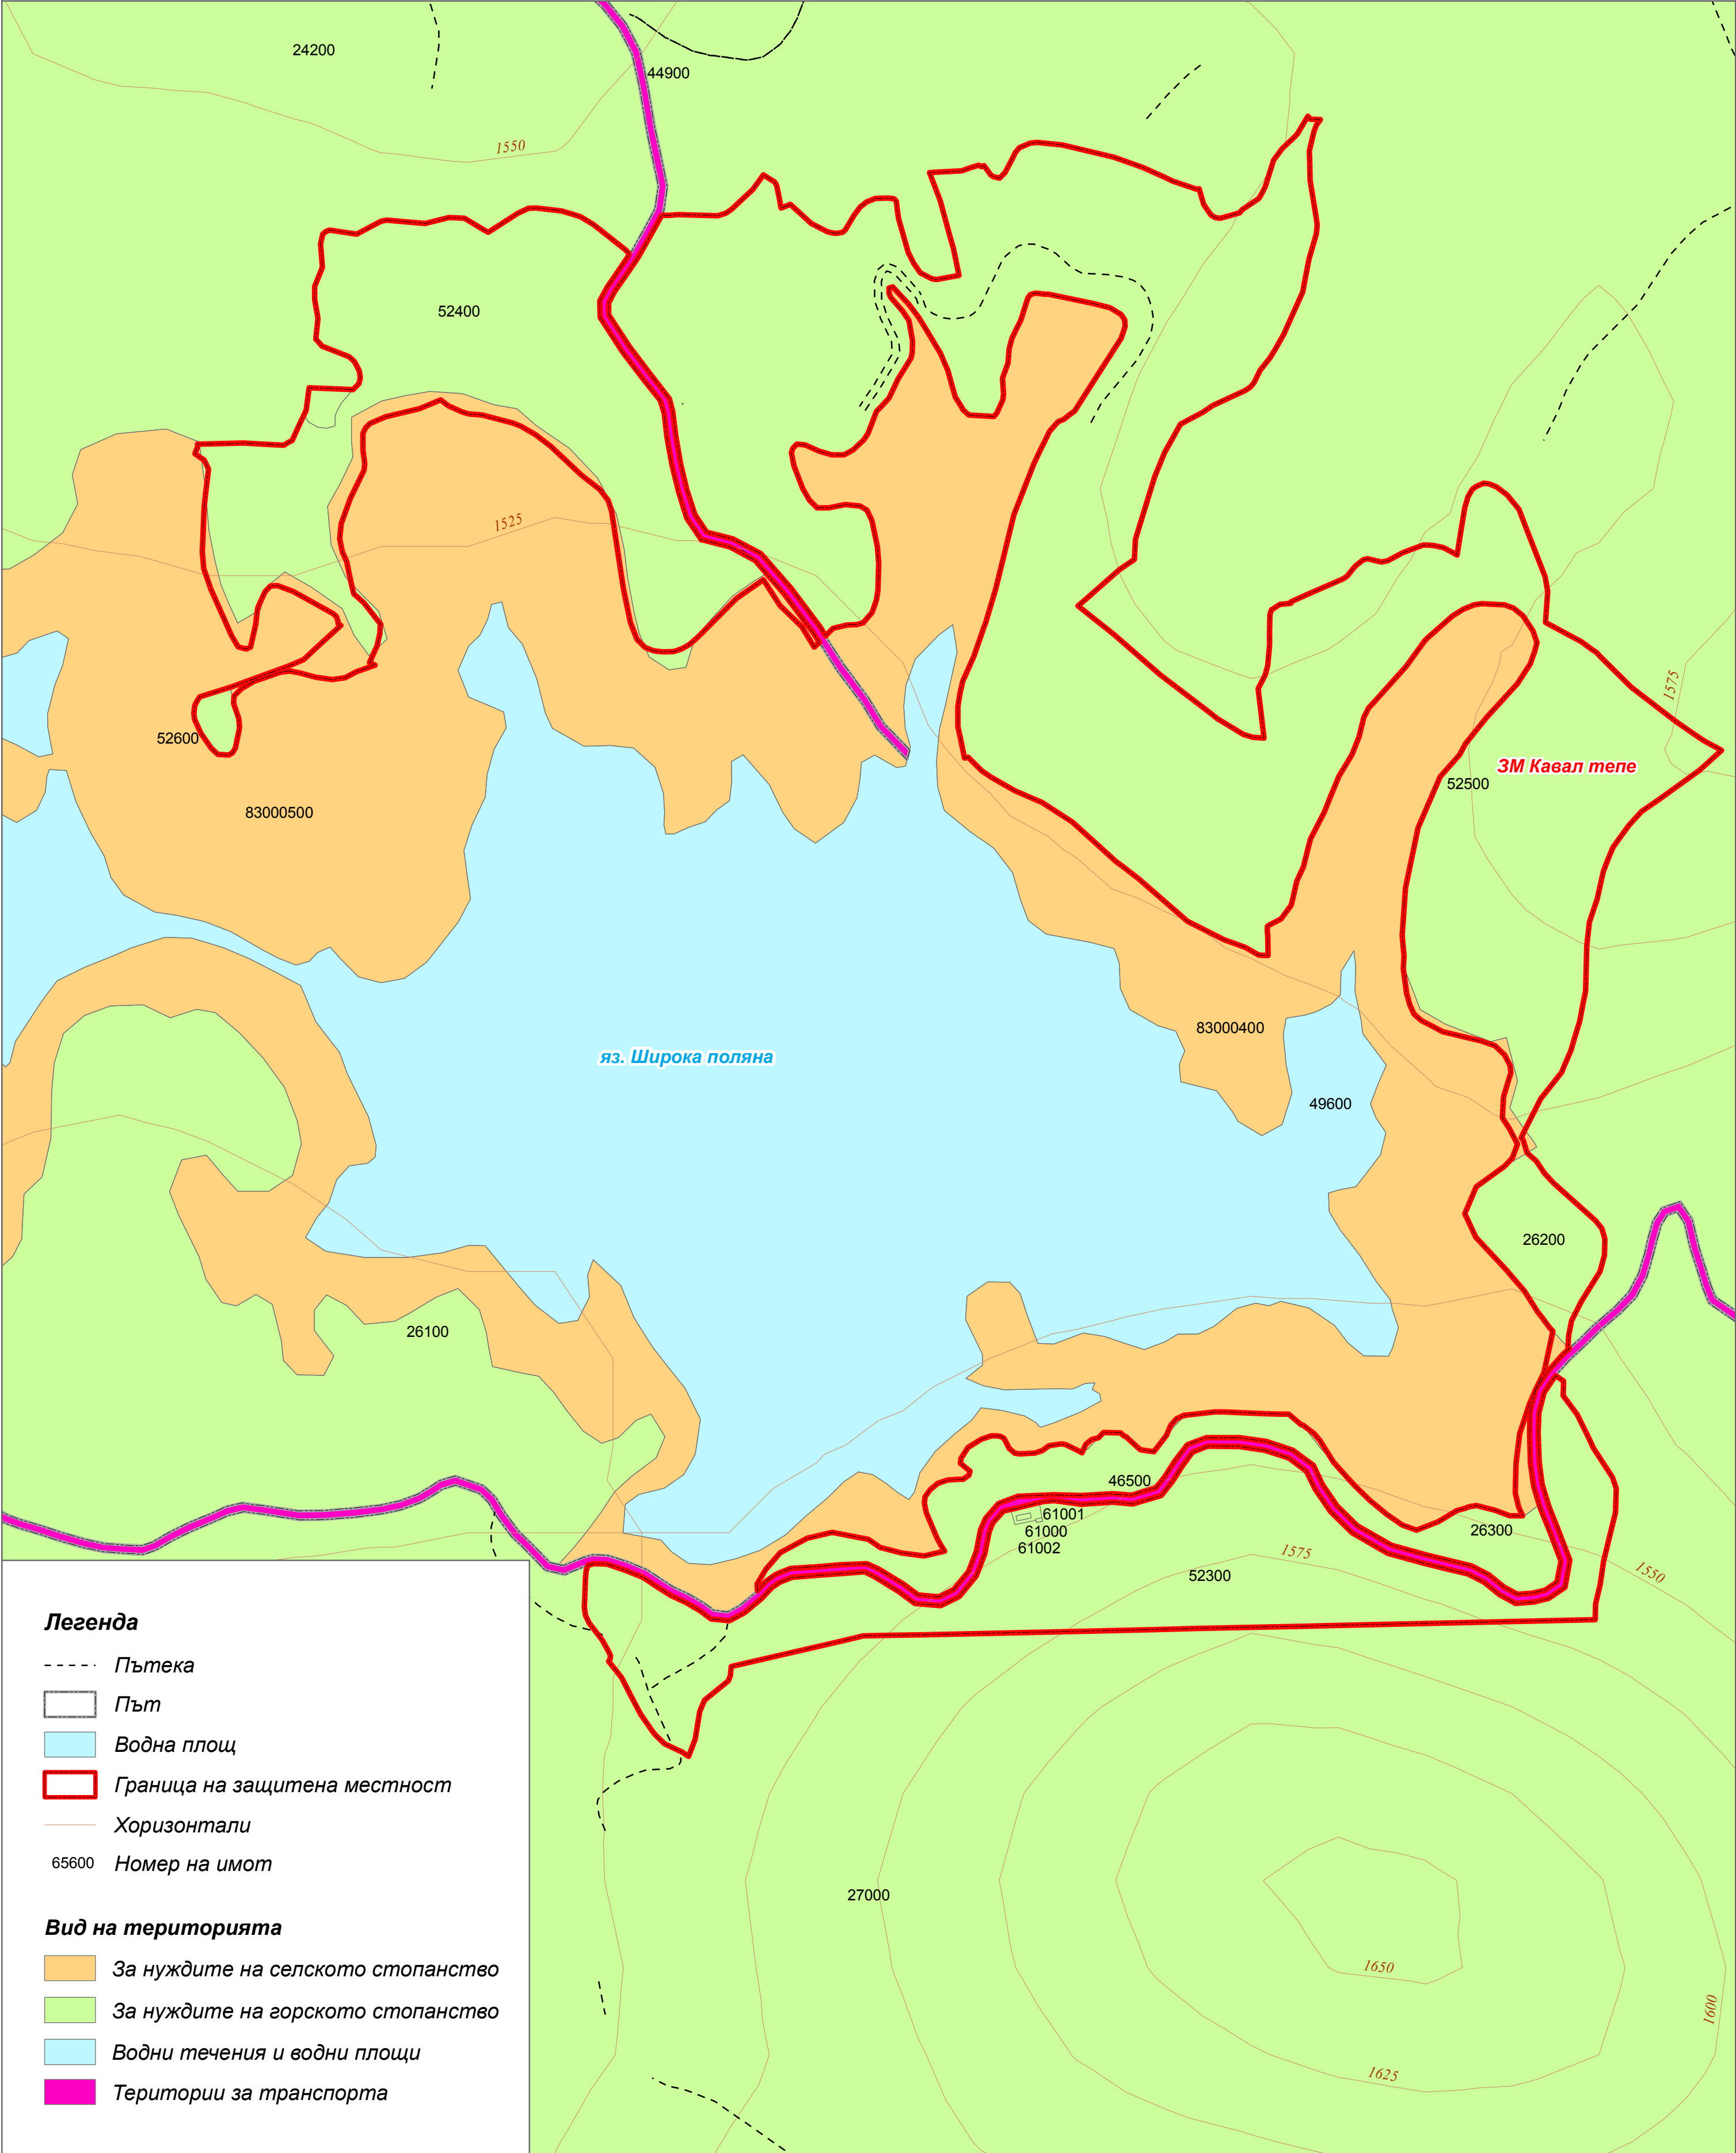 24200
44900
1550
52400
1525
1575
52600
ЗМ Кавал тепе
52500
83000500
83000400
яз. Широка поляна
49600
26200
26100
46500
61001
61000
61002
26300
1575
52300
1550
Легенда
Пътека
Път
Водна площ
Граница на защитена местност
Хоризонтали
65600 Номер на имот
27000
Вид на територията
За нуждите на селското стопанство
1650
За нуждите на горското стопанство
1600
Водни течения и водни площи
1625
Територии за транспорта